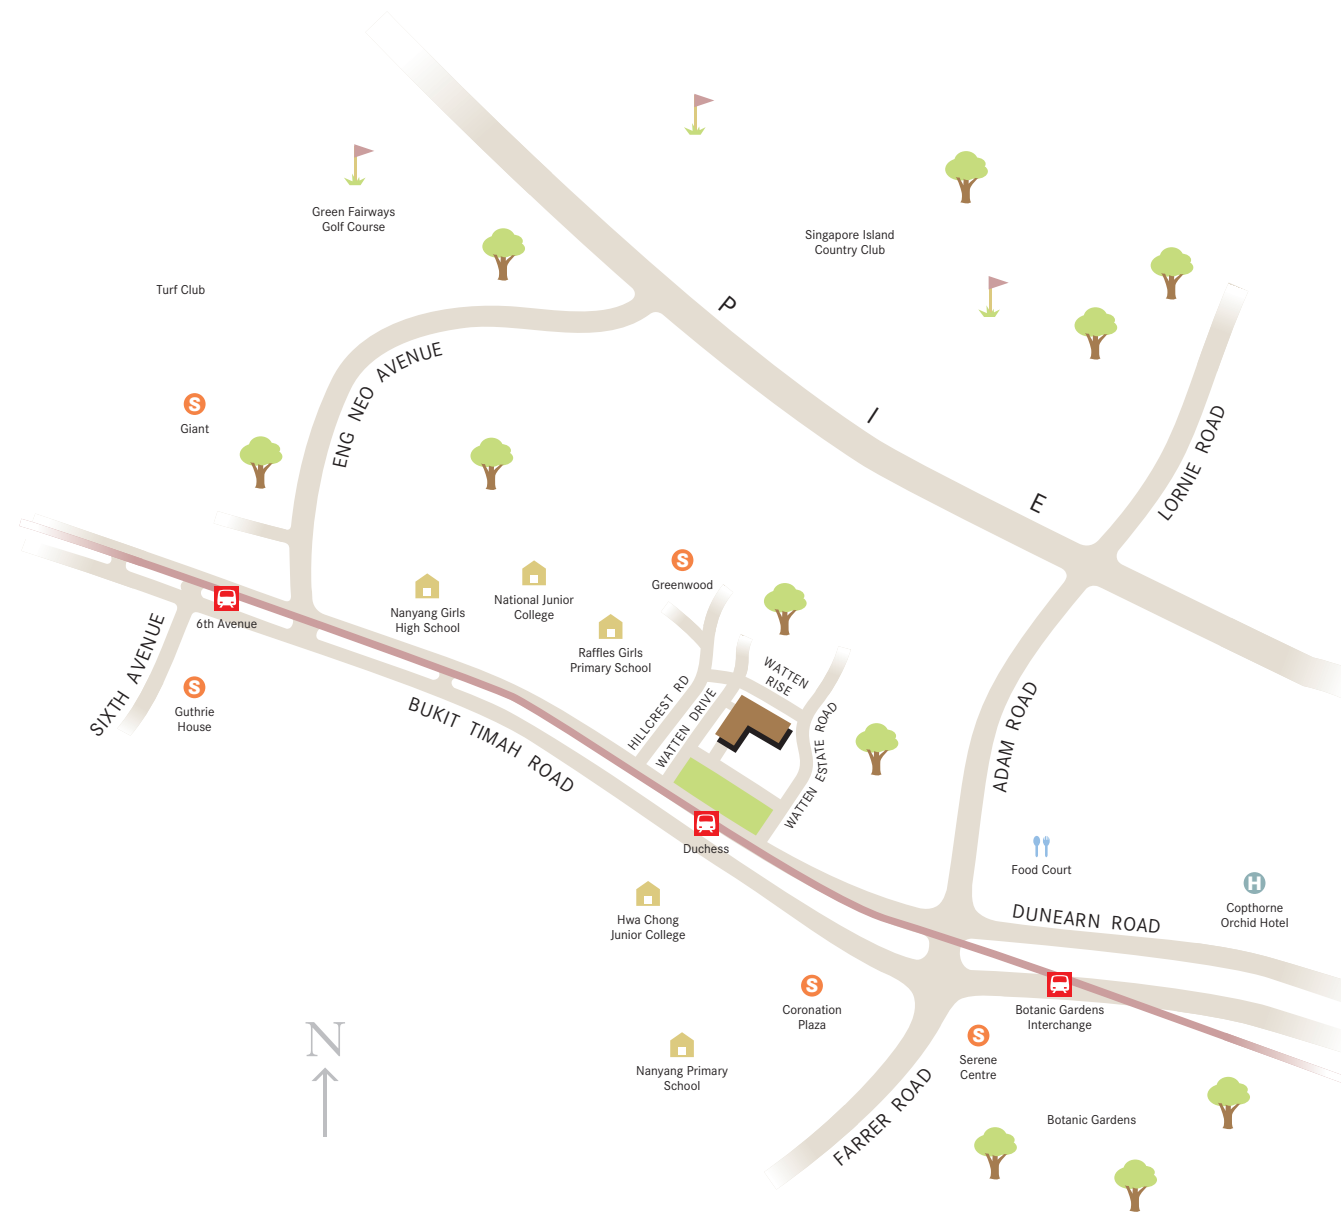 Green Fairways
Golf Course
Singapore Island
Country Club
Turf Club
P
I
E
ENG NEO AVENUE
LORNIE ROAD
S
Giant
S
Greenwood
Nanyang Girls
High School
National Junior
College
Raffles Girls
Primary School
6th Avenue
SIXTH AVENUE
S
Guthrie
House
BUKIT TIMAH ROAD
HILLCREST RD
WATTEN DRIVE
WATTEN
RISE
WATTEN ESTATE ROAD
ADAM ROAD
Duchess
Food Court
H
Copthorne
Orchid Hotel
DUNEARN ROAD
Hwa Chong
Junior College
S
Coronation
Plaza
Botanic Gardens
Interchange
S
Serene
Centre
N
Nanyang Primary
School
FARRER ROAD
Botanic Gardens